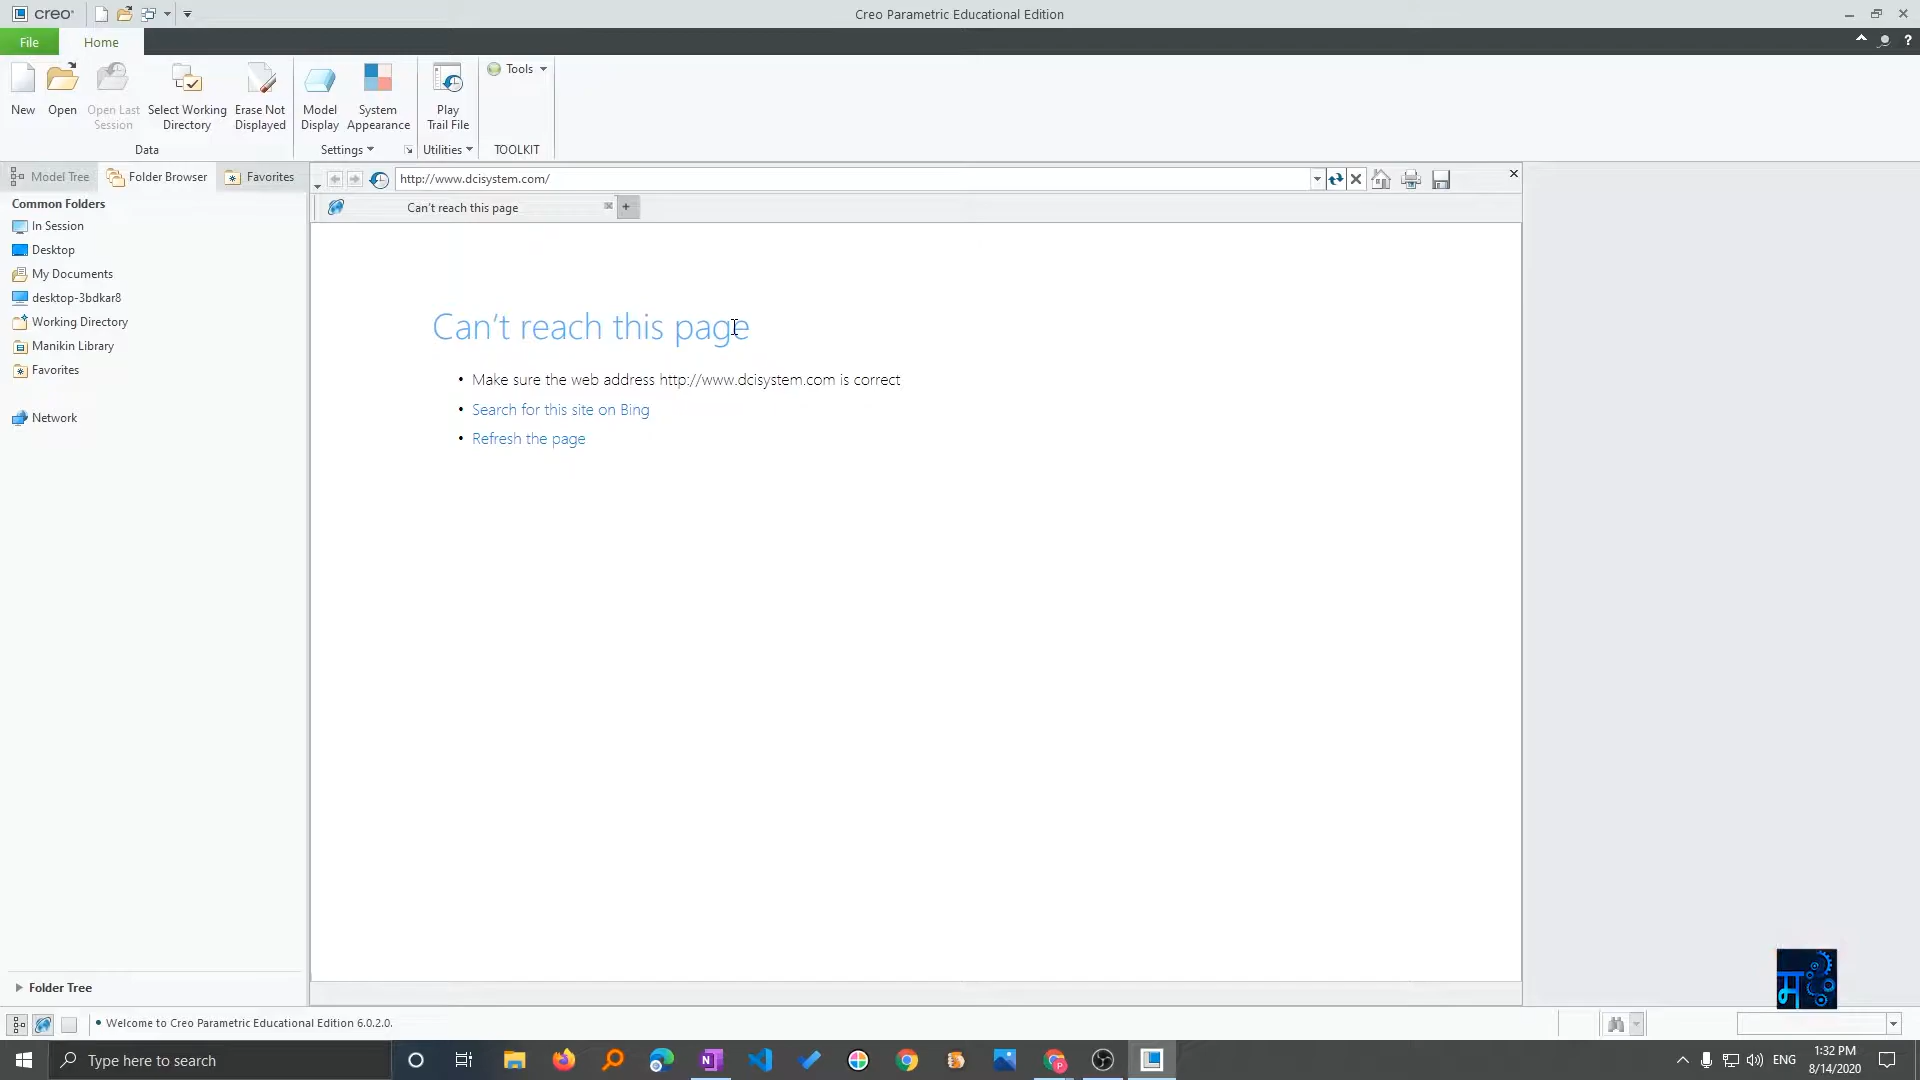 creo
Creo Parametric Educational Edition
File
Home
New
Open
Open Last
Session
Select Working
Directory
Erase Not
Displayed
Model
Display
System
Appearance
Play
Trail File
Tools
Data
Settings
Utilities
TOOLKIT
Model Tree
Folder Browser
Favorites
http://www.dcisystem.com/
Can't reach this page
Common Folders
In Session
Desktop
My Documents
desktop-3bdkar8
Working Directory
Manikin Library
Favorites
Network
Can't reach this page
• Make sure the web address http://www.dcisystem.com is correct
• Search for this site on Bing
• Refresh the page
Folder Tree
म
• Welcome to Creo Parametric Educational Edition 6.0.2.0.
Type here to search
ENG
1:32 PM
8/14/2020